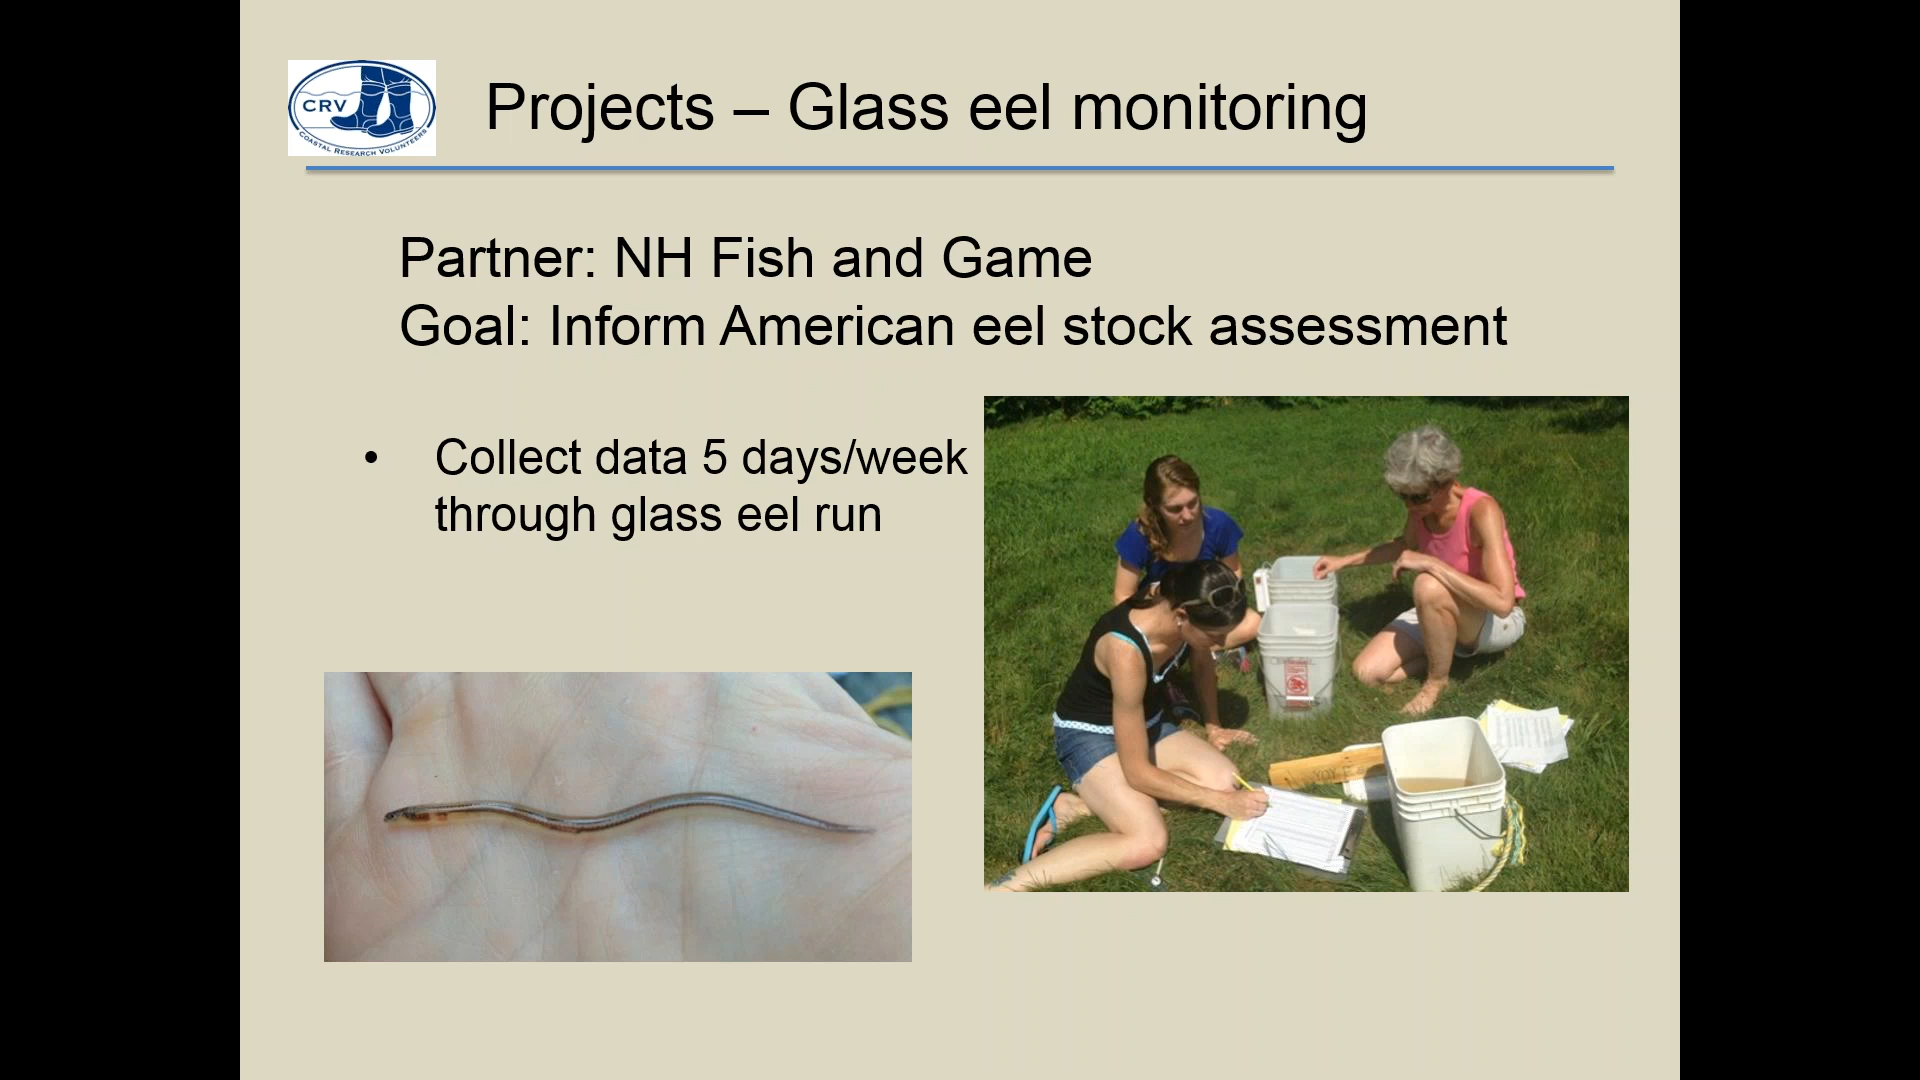 CRV
COASTAL RESEARCH VOLUNTEERS
Projects – Glass eel monitoring
Partner: NH Fish and Game
Goal: Inform American eel stock assessment
• Collect data 5 days/week
through glass eel run
YOY